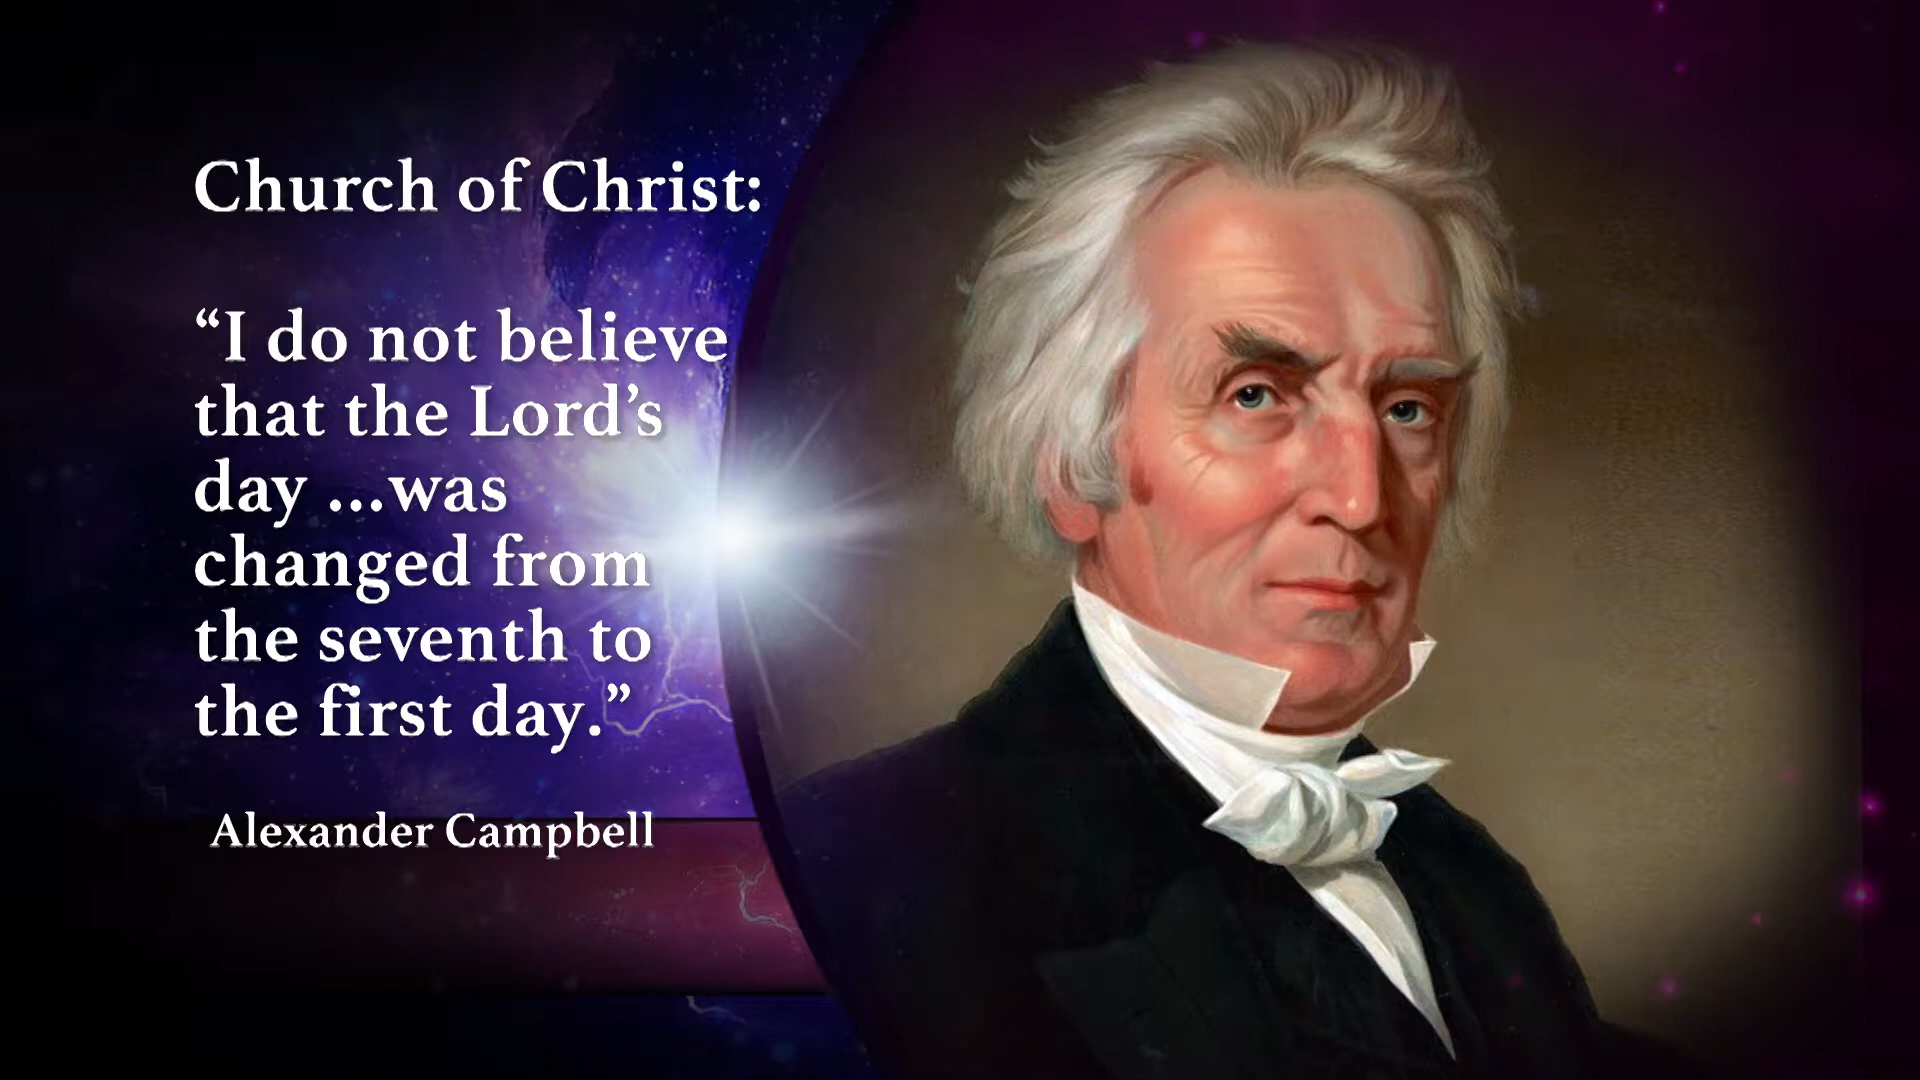 Church of Christ:
“I do not believe
that the Lord’s
day ...was
changed from
the seventh to
the first day.”
Alexander Campbell